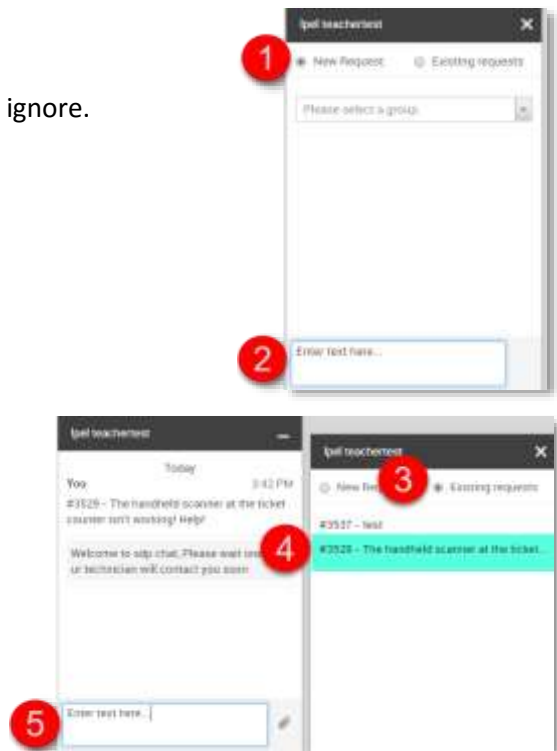 lpel teachertest
1
New Request
Existing requests
ignore.
Please select a group.
2
Enter text here...
lpel teachertest
lpel teachertest
Today
3
You
3:42 PM
New
Existing requests
#3529 - The handheld scanner at the ticket
counter isn't working! Help!
#3537 - test
4
The handheld scanner at the ticket...
Welcome to sdp chat, Please wait
ur technician will contact you soon
5
Enter text here...